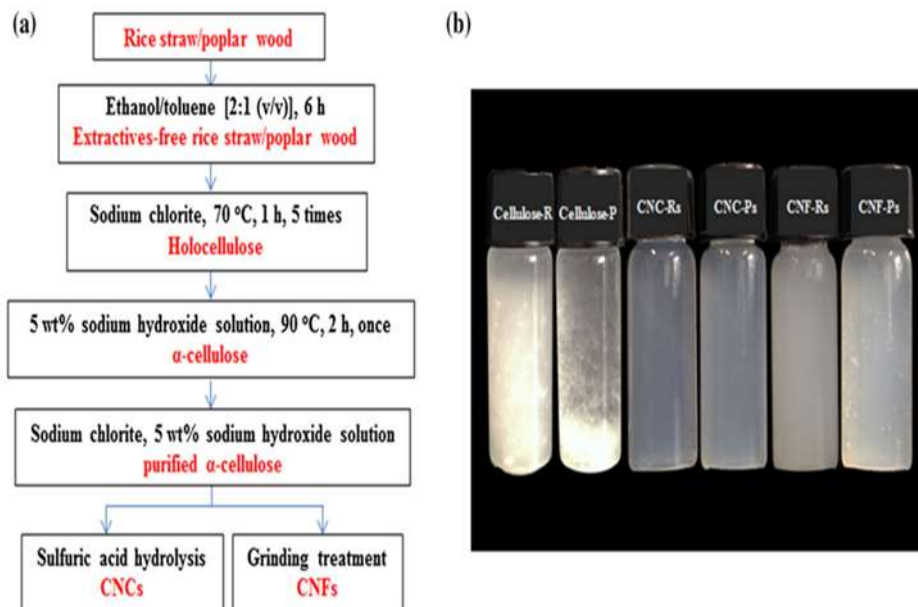 (a)
Rice straw/poplar wood
Ethanol/toluene [2:1 (v/v)], 6 h
Extractives-free rice straw/poplar wood
Sodium chlorite, 70 °C, 1 h, 5 times
Holocellulose
5 wt% sodium hydroxide solution, 90 °C, 2 h, once
α-cellulose
Sodium chlorite, 5 wt% sodium hydroxide solution
purified α-cellulose
Sulfuric acid hydrolysis
CNCs
Grinding treatment
CNFs
(b)
Cellulose-R
Cellulose-P
CNC-Rs
CNC-Ps
CNF-Rs
CNF-Ps